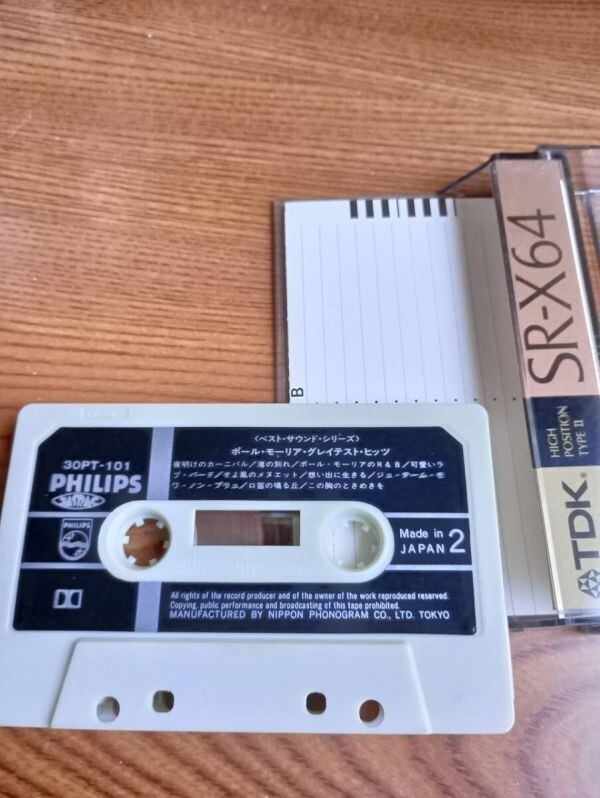 JAPAN
〈ベスト・サウンド・シリーズ〉
ポール・モーリア・グレイテスト・ヒッツ
30PT-101
PHILIPS
夜明けのカーニバル/渚の別れ/ポール・モーリアのR&B/可愛いラ
ブ・バード/そよ風のメヌエット/想い出に生きる/ジュ・テーム・モ
ワ・ノン・プリュ/口笛の鳴る丘/この胸のときめきを
PHILIPS
Made in
JAPAN 2
All rights of the record producer and of the owner of the work reproduced reserved.
Copying, public performance and broadcasting of this tape prohibited.
MANUFACTURED BY NIPPON PHONOGRAM CO., LTD. TOKYO
B
TDK
HIGH
POSITION
TYPE II
SR-X64